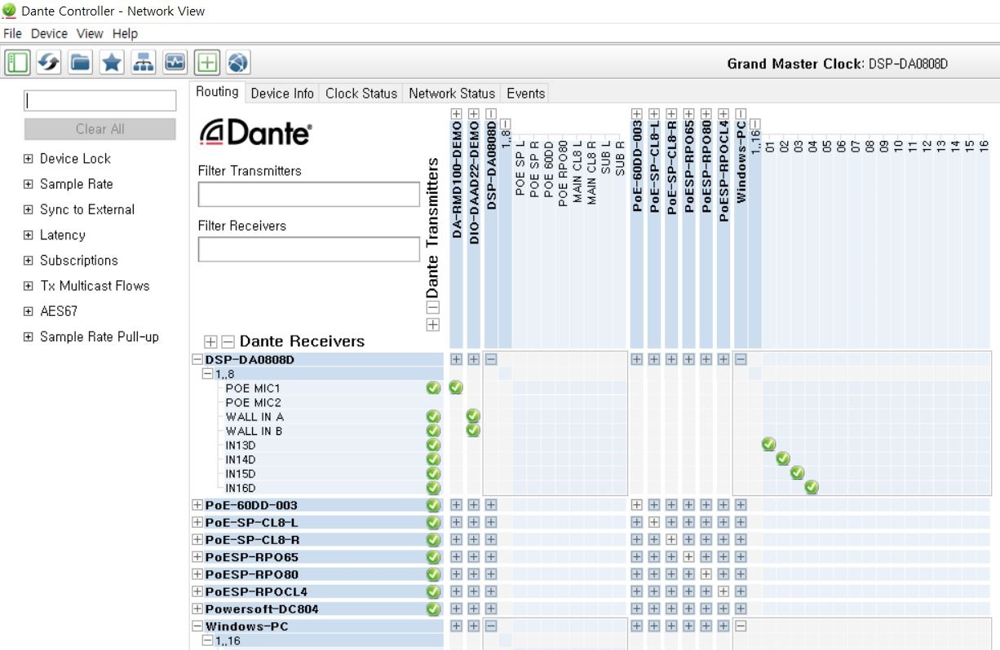 Dante Controller - Network View
File Device View Help
Grand Master Clock: DSP-DA0808D
Clear All
Device Lock
Sample Rate
Sync to External
Latency
Subscriptions
Tx Multicast Flows
AES67
Sample Rate Pull-up
Routing Device Info Clock Status Network Status Events
Dante
Filter Transmitters
Filter Receivers
Dante Transmitters
DA-RMD100-DEMO
DIO-DAAD22-DEMO
DSP-DA0808D
1..8
POE SP L
POE SP R
POE 60DD
POE RPO80
MAIN CL8 L
MAIN CL8 R
SUB L
SUB R
PoE-60DD-003
PoE-SP-CL8-L
PoE-SP-CL8-R
PoESP-RPO65
PoESP-RPO80
PoESP-RPOCL4
Windows-PC
1..16
01 02 03 04 05 06 07 08 09 10 11 12 13 14 15 16
Dante Receivers
DSP-DA0808D
1..8
POE MIC1
POE MIC2
WALL IN A
WALL IN B
IN13D
IN14D
IN15D
IN16D
PoE-60DD-003
PoE-SP-CL8-L
PoE-SP-CL8-R
PoESP-RPO65
PoESP-RPO80
PoESP-RPOCL4
Powersoft-DC804
Windows-PC
1..16